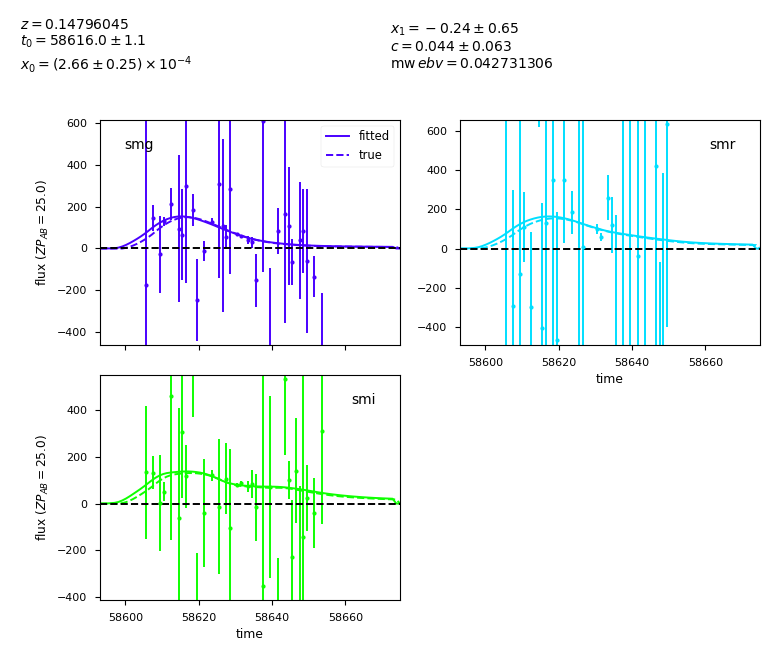 z = 0.14796045
t₀ = 58616.0 ± 1.1
x₀ = (2.66 ± 0.25) × 10⁻⁴
x₁ = −0.24 ± 0.65
c = 0.044 ± 0.063
mw ebv = 0.042731306
600
400
200
0
−200
−400
flux (ZP_AB = 25.0)
smg
fitted
true
600
400
200
0
−200
−400
smr
58600
58620
58640
58660
time
400
200
0
−200
−400
flux (ZP_AB = 25.0)
smi
58600
58620
58640
58660
time